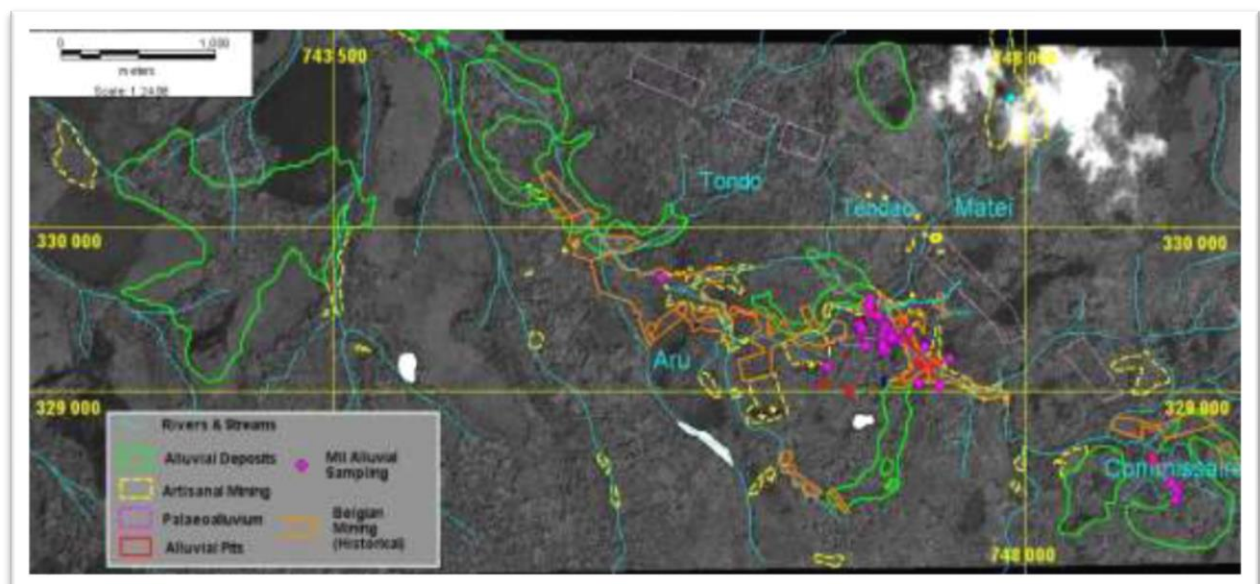 0 1,000
meters
743 500
748 000
Tondo
Matei
330 000
330 000
Aru
329 000
329 000
Rivers & Streams
Alluvial Deposits
MII Alluvial
Sampling
Artisanal Mining
Palaeoalluvium
Belgian
Mining
(Historical)
Alluvial Pits
748 000